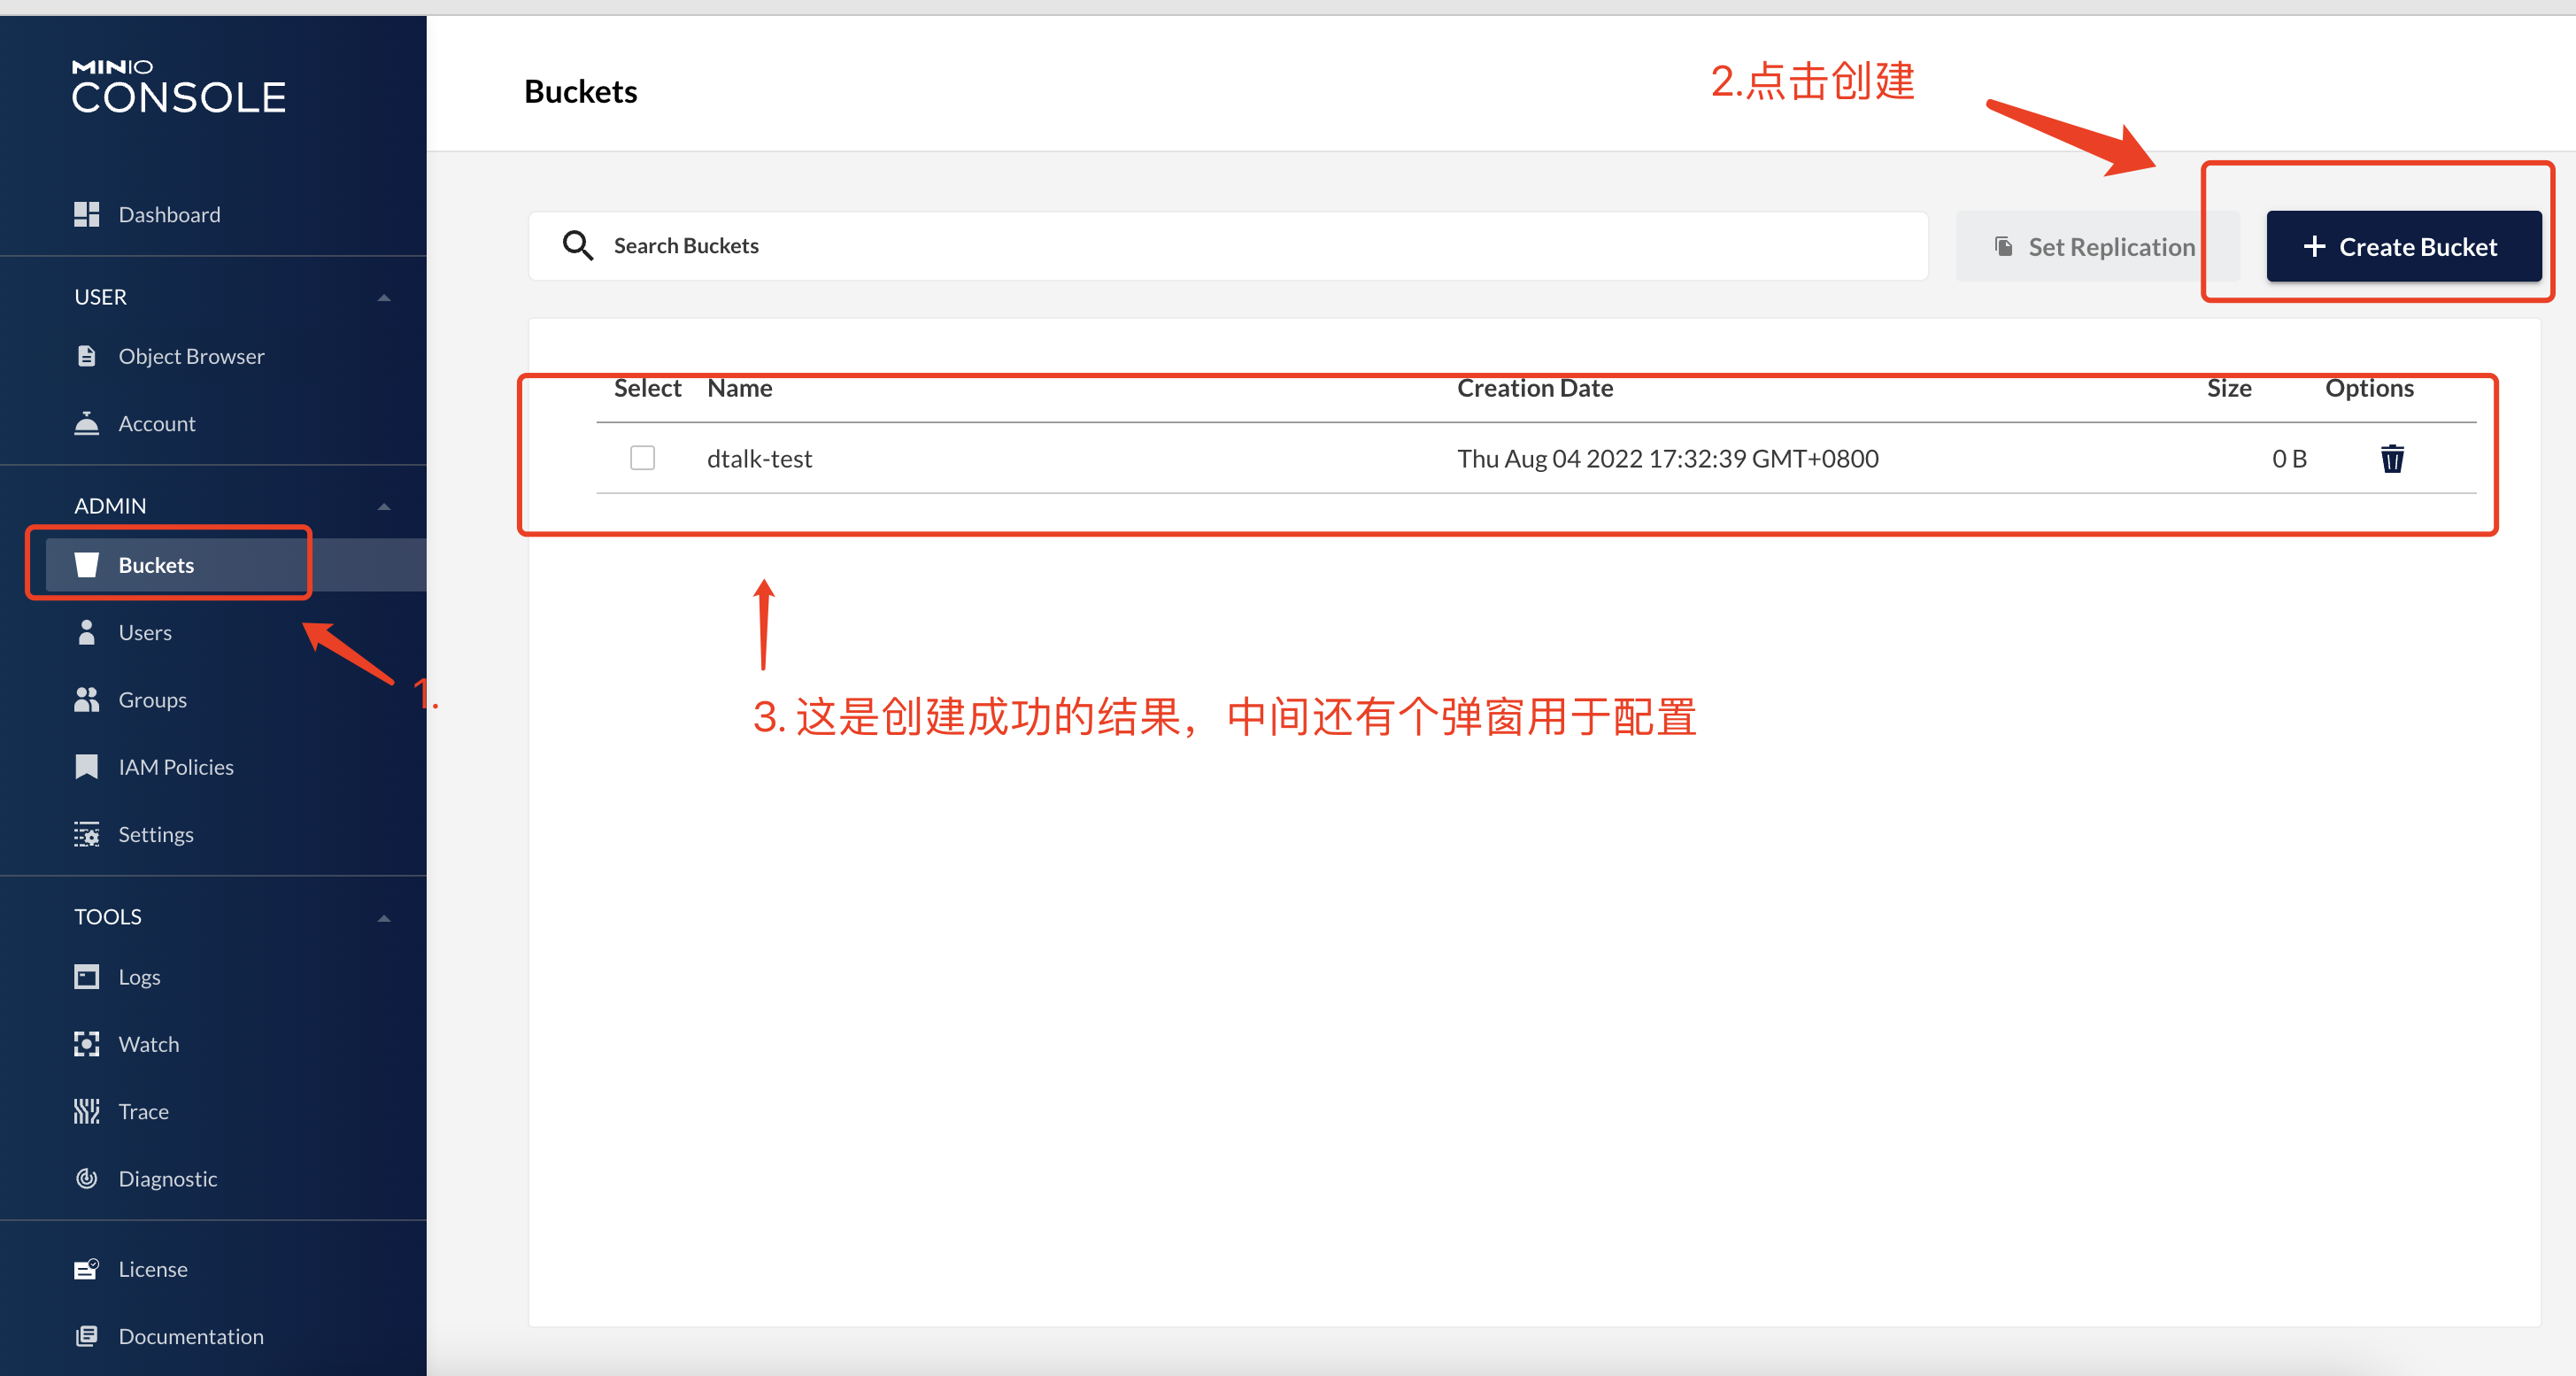 MINIO
CONSOLE
Dashboard
USER
Object Browser
Account
ADMIN
Buckets
Users
Groups
IAM Policies
Settings
TOOLS
Logs
Watch
Trace
Diagnostic
License
Documentation
1.
Buckets
2.点击创建
Search Buckets
Set Replication
+ Create Bucket
Select Name Creation Date Size Options
dtalk-test Thu Aug 04 2022 17:32:39 GMT+0800 0 B
3. 这是创建成功的结果，中间还有个弹窗用于配置